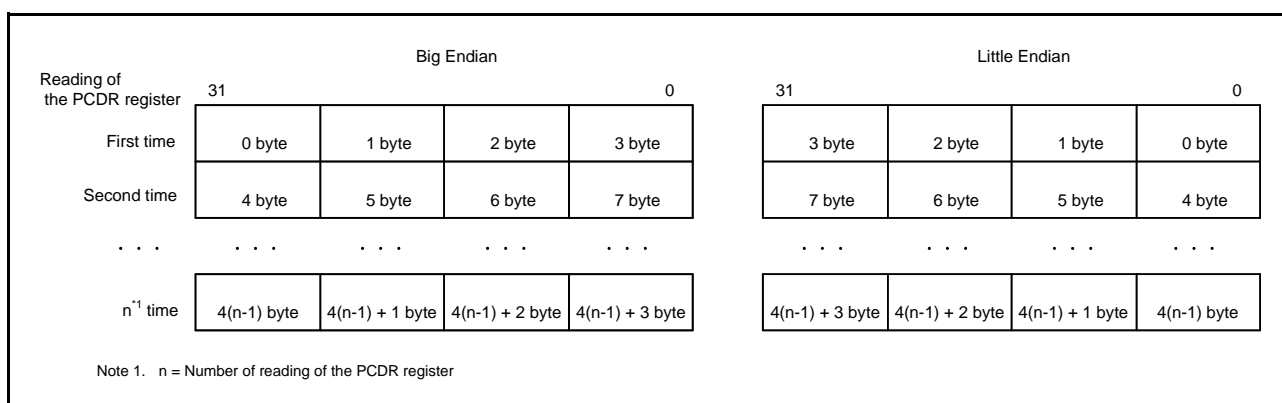 Big Endian Little Endian
Reading of
the PCDR register 31 0 31 0
First time 0 byte 1 byte 2 byte 3 byte 3 byte 2 byte 1 byte 0 byte
Second time 4 byte 5 byte 6 byte 7 byte 7 byte 6 byte 5 byte 4 byte
. . . . . . . . . . . . . . . . . . . . . . . . . . .
n*1 time 4(n-1) byte 4(n-1) + 1 byte 4(n-1) + 2 byte 4(n-1) + 3 byte 4(n-1) + 3 byte 4(n-1) + 2 byte 4(n-1) + 1 byte 4(n-1) byte
Note 1. n = Number of reading of the PCDR register